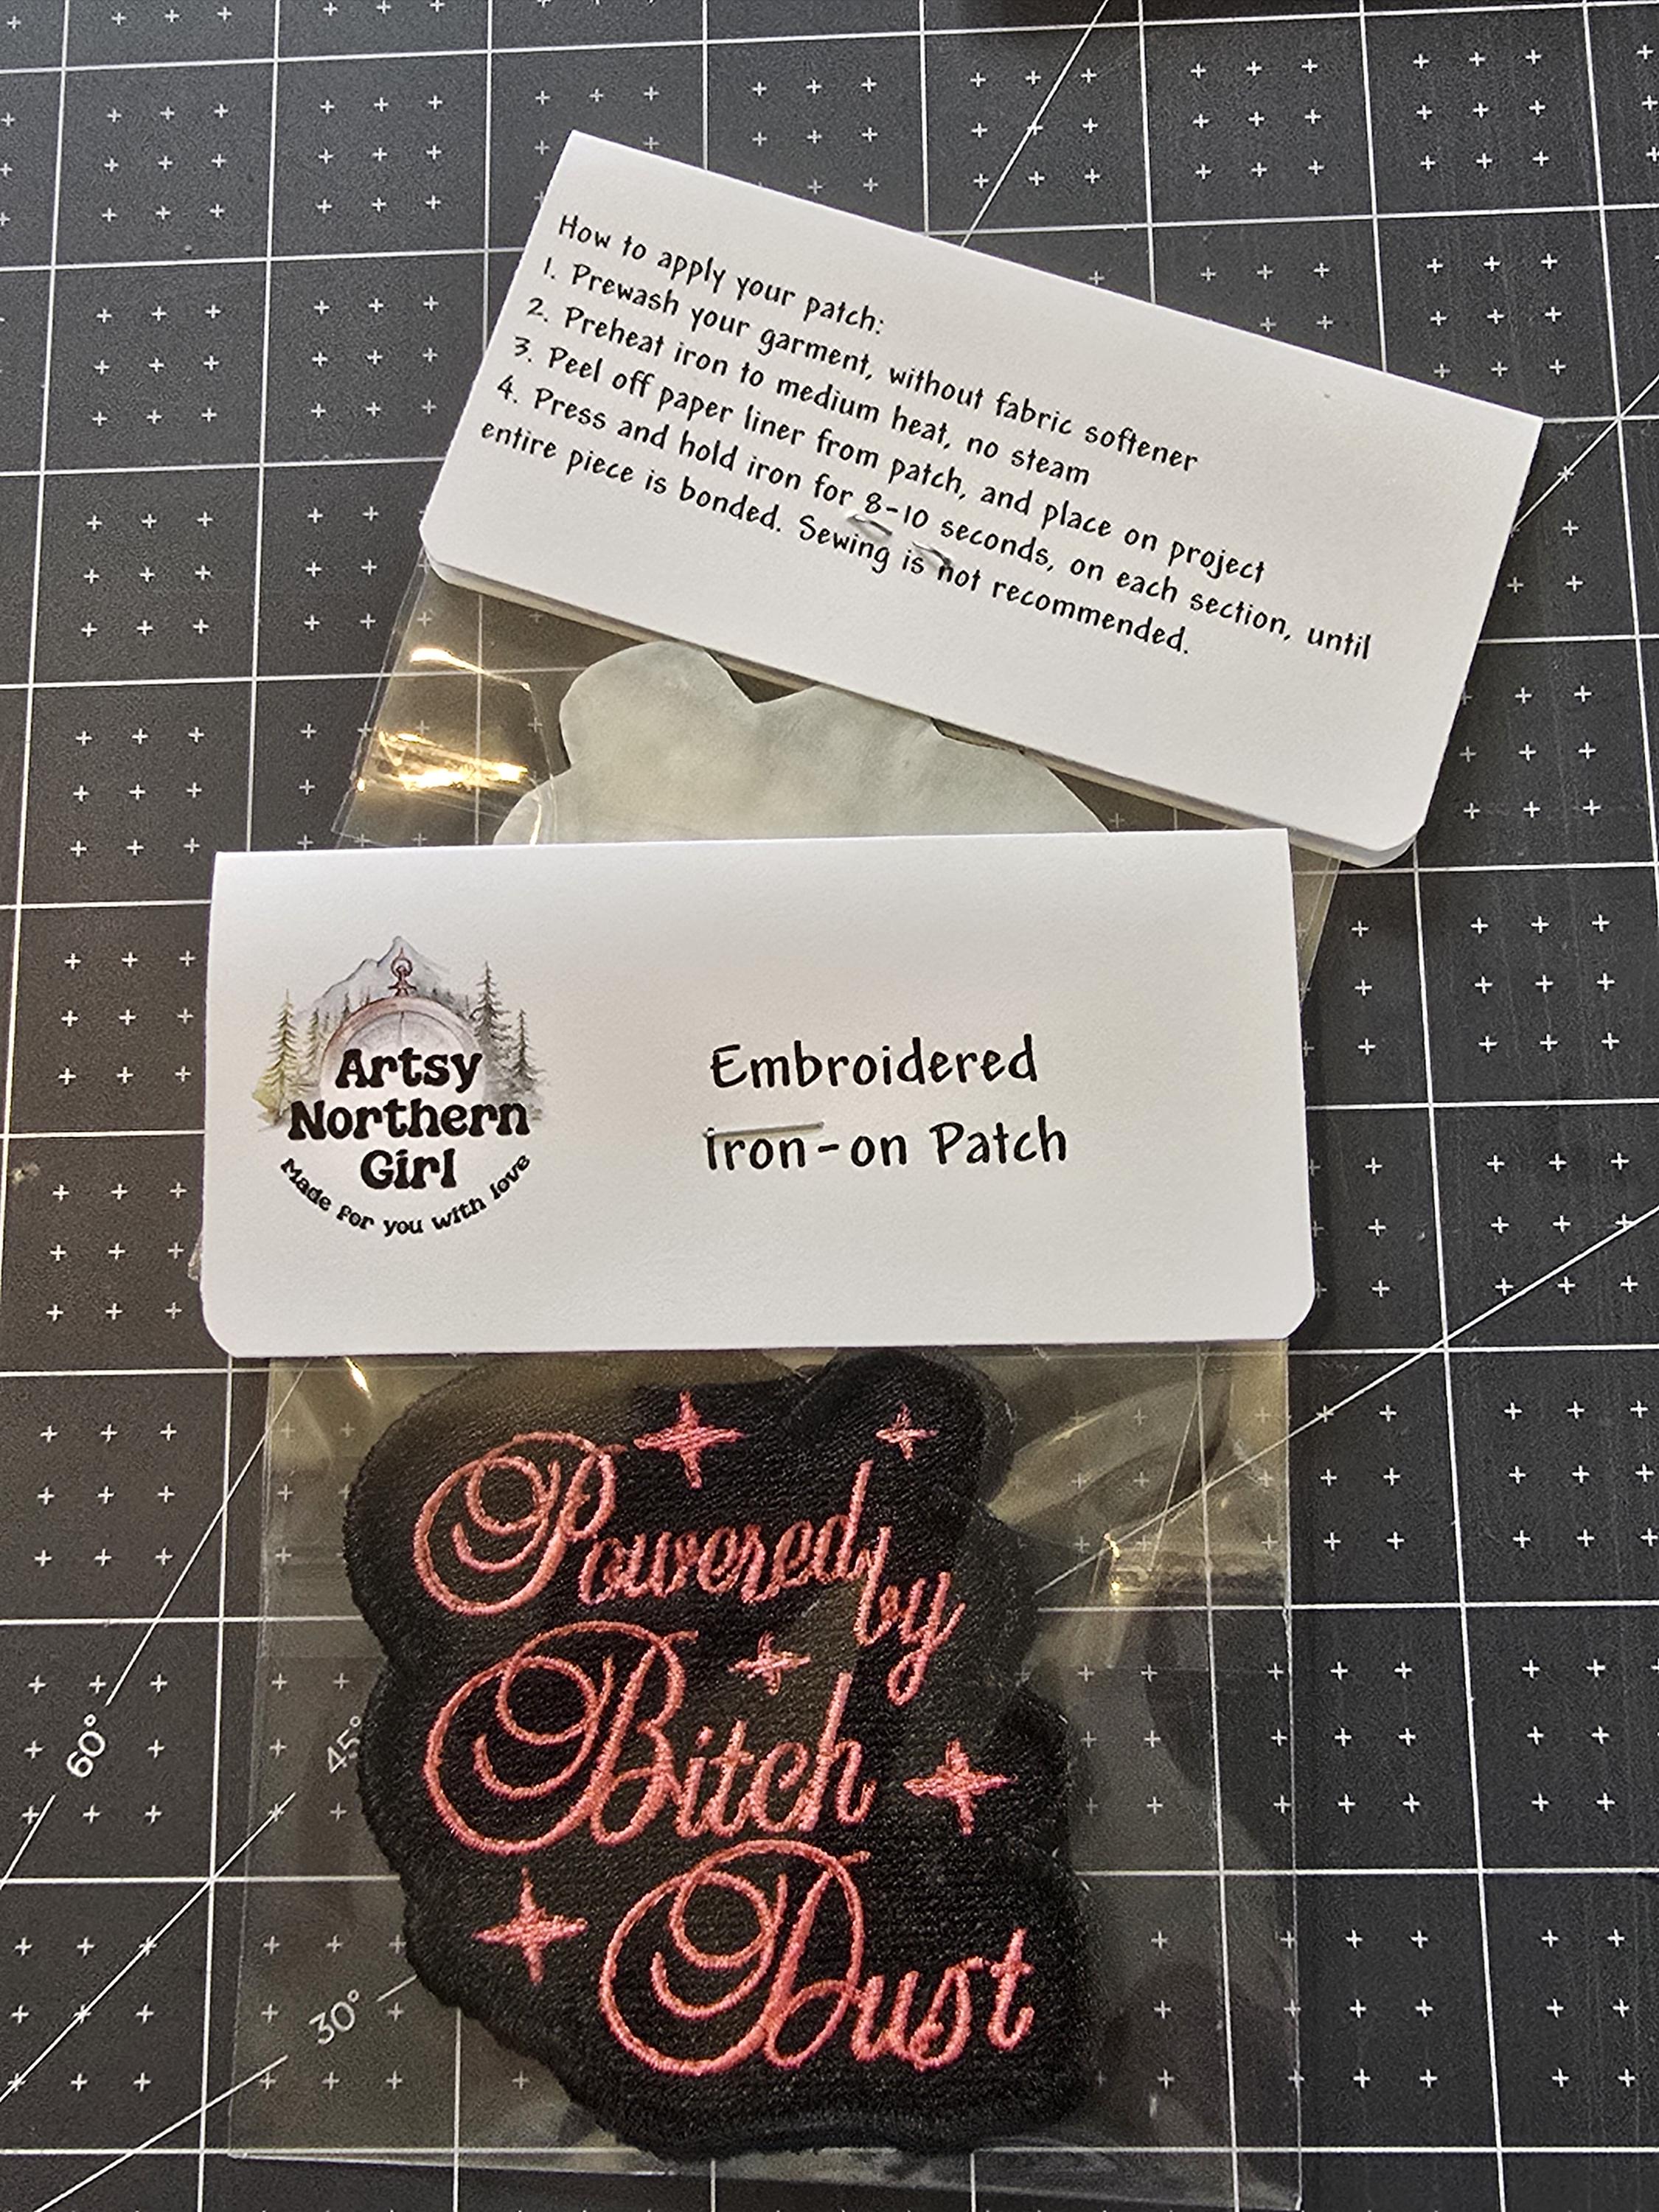 How to apply your patch:
1. Prewash your garment, without fabric softener
2. Preheat iron to medium heat, no steam
3. Peel off paper liner from patch, and place on project
4. Press and hold iron for 8-10 seconds, on each section, until
entire piece is bonded. Sewing is not recommended.
Artsy
Northern
Girl
Made for you with love
Embroidered
Iron-on Patch
Powered
by
Bitch
Dust
60°
45°
30°